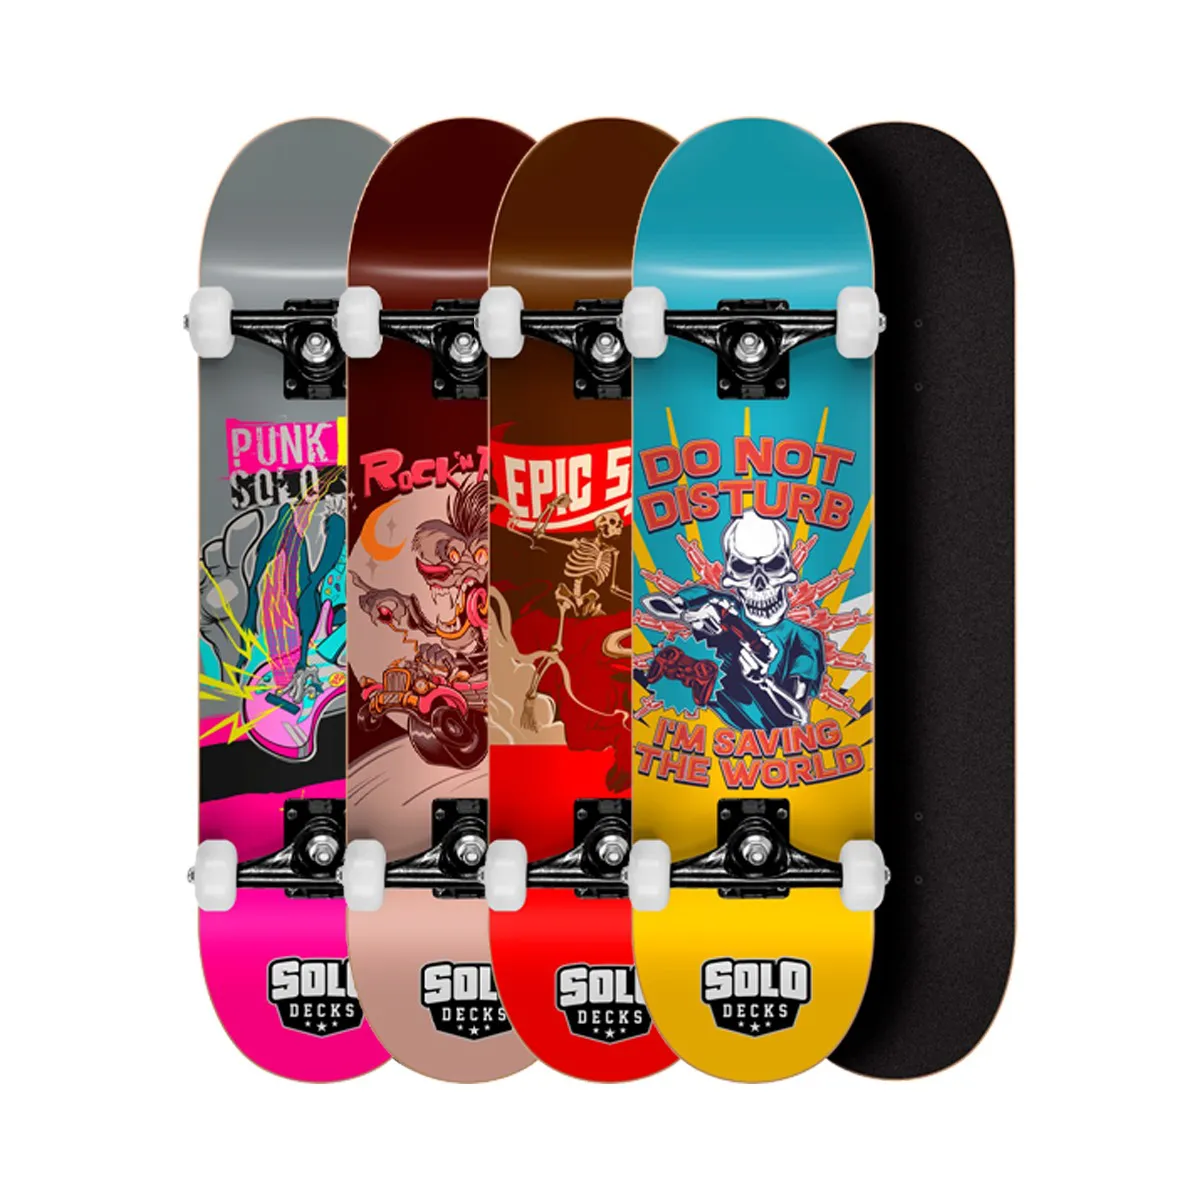 PUNK
SOLO
ROCK 'N
EPIC
DO NOT
DISTURB
I'M SAVING
THE WORLD
SOLO
DECKS
SOLO
DECKS
SOLO
DECKS
SOLO
DECKS